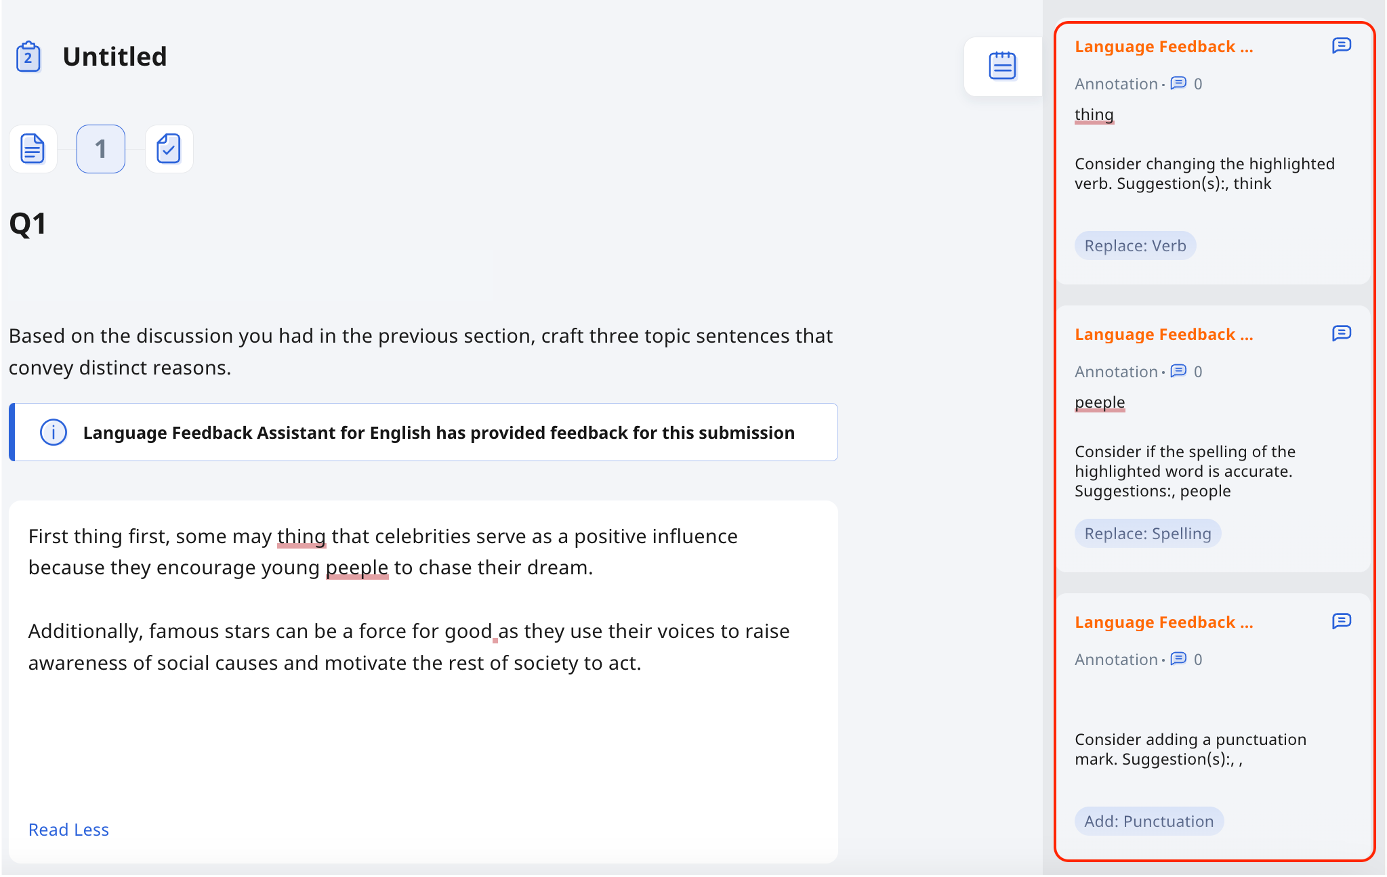 2
Untitled
1
Q1
Based on the discussion you had in the previous section, craft three topic sentences that
convey distinct reasons.
Language Feedback Assistant for English has provided feedback for this submission
First thing first, some may thing that celebrities serve as a positive influence
because they encourage young peeple to chase their dream.
Additionally, famous stars can be a force for good as they use their voices to raise
awareness of social causes and motivate the rest of society to act.
Read Less
Language Feedback ...
Annotation · 0
thing
Consider changing the highlighted
verb. Suggestion(s):, think
Replace: Verb
Language Feedback ...
Annotation · 0
peeple
Consider if the spelling of the
highlighted word is accurate.
Suggestions:, people
Replace: Spelling
Language Feedback ...
Annotation · 0
Consider adding a punctuation
mark. Suggestion(s):, ,
Add: Punctuation